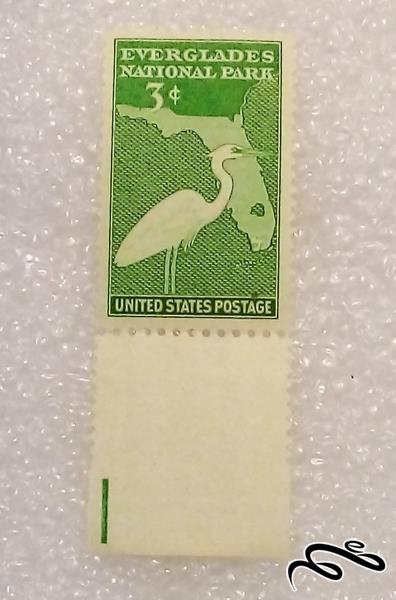 EVERGLADES
NATIONAL PARK
3¢
UNITED STATES POSTAGE